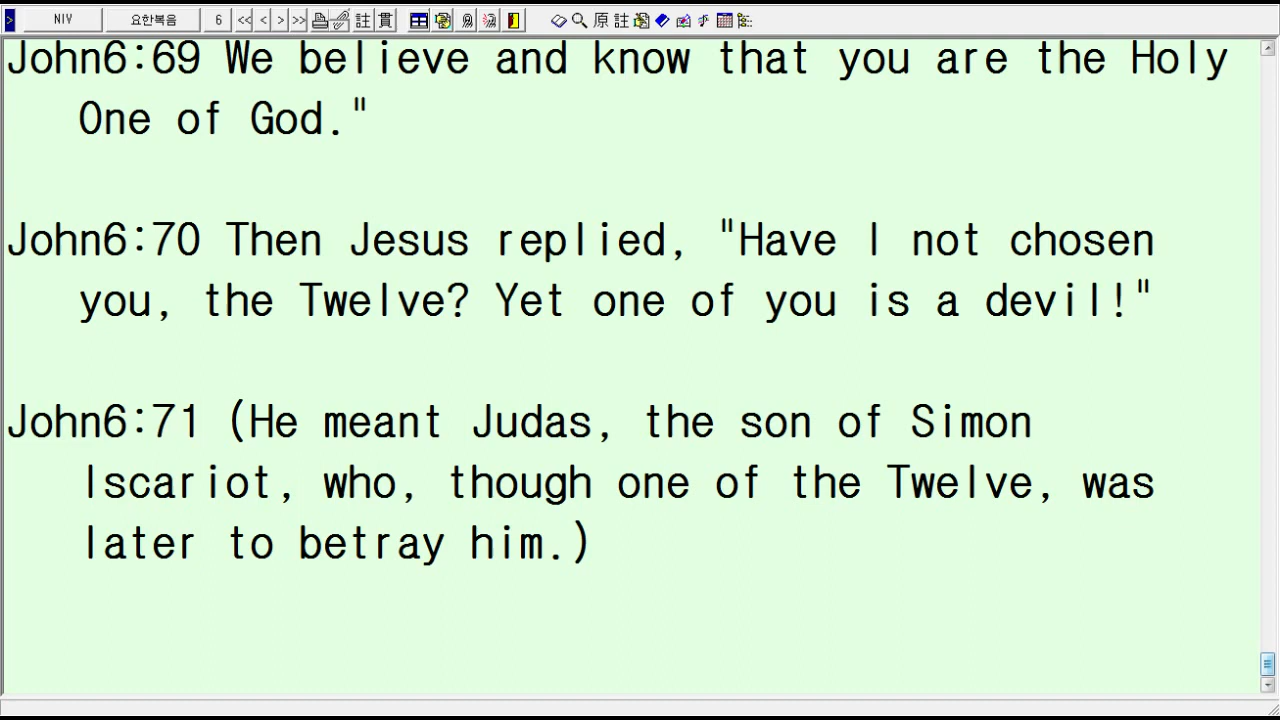 NIV 요한복음 6 << < > >> 註 貫 原 註
John6:69 We believe and know that you are the Holy
One of God."
John6:70 Then Jesus replied, "Have I not chosen
you, the Twelve? Yet one of you is a devil!"
John6:71 (He meant Judas, the son of Simon
Iscariot, who, though one of the Twelve, was
later to betray him.)